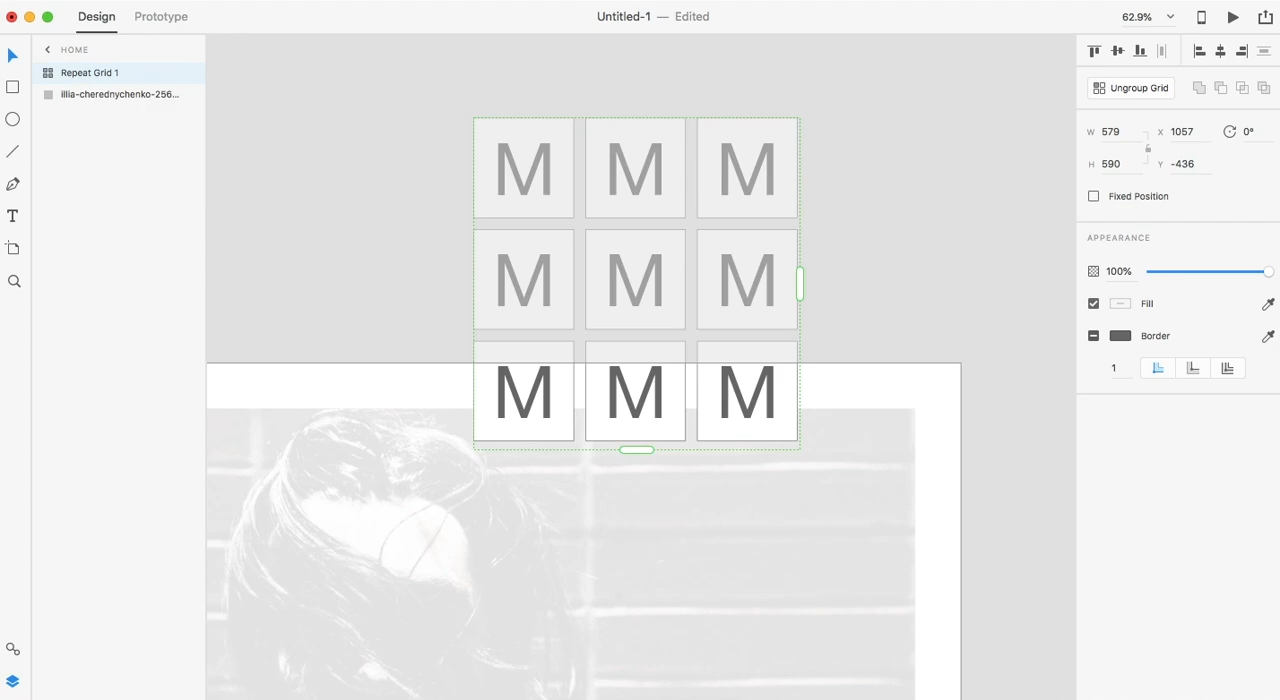 Design Prototype Untitled-1 — Edited 62.9%
HOME
Repeat Grid 1
illia-cherednychenko-256...
M M M
M M M
M M M
Ungroup Grid
W 579 X 1057 0°
H 590 Y -436
Fixed Position
APPEARANCE
100%
Fill
Border
1